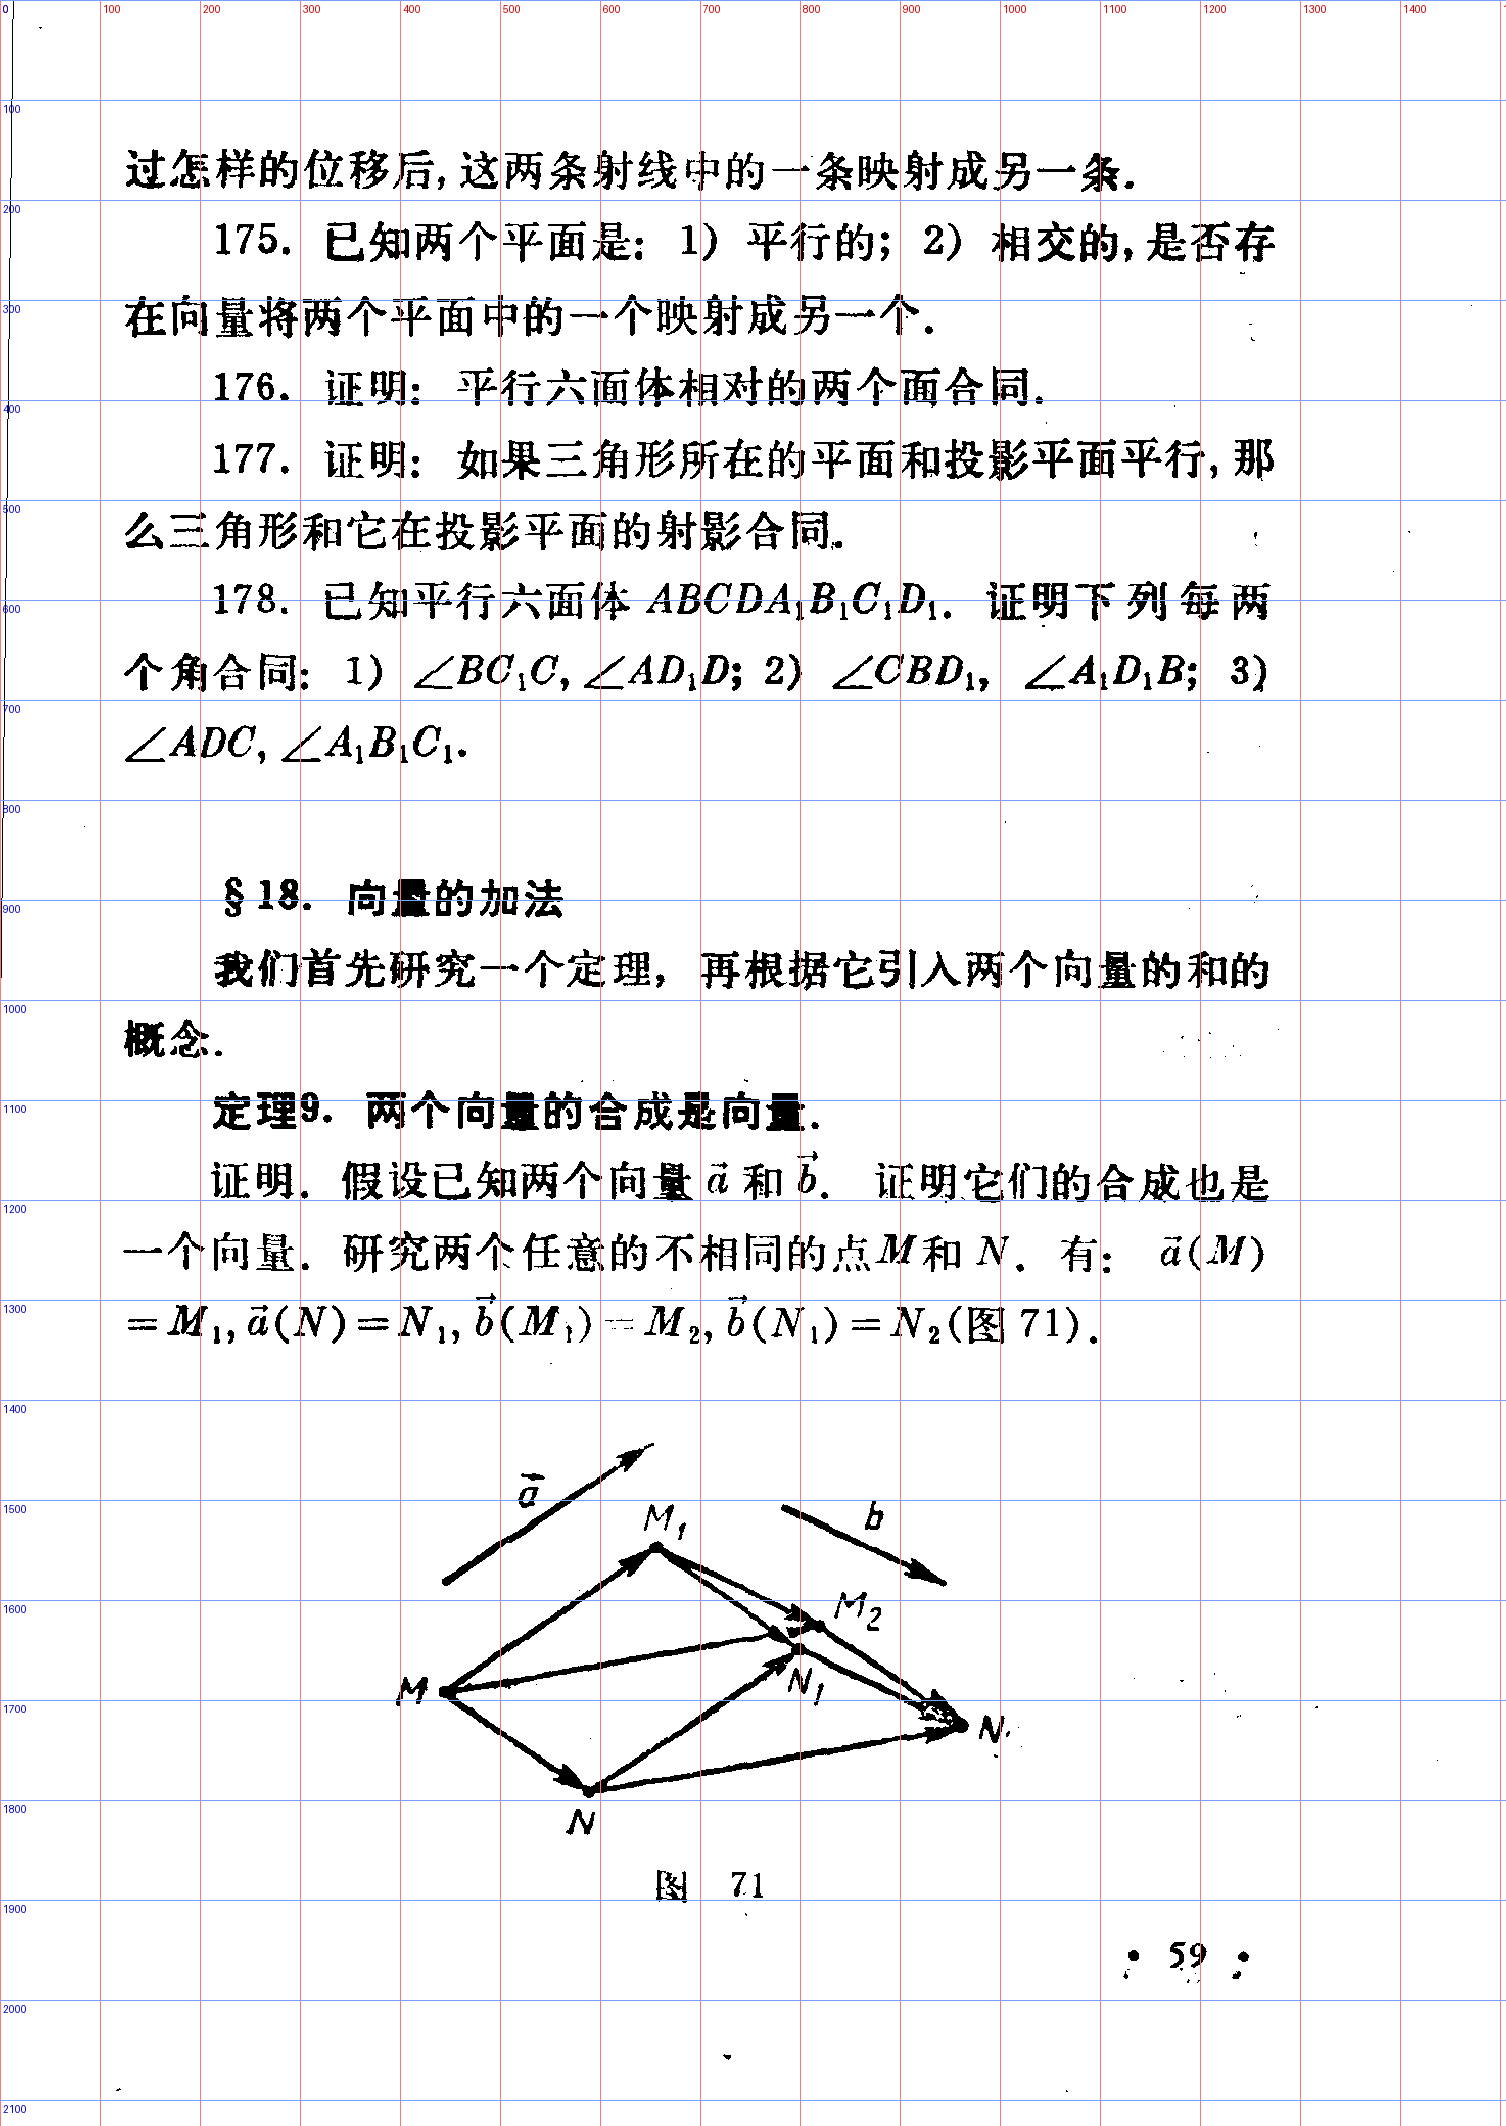 过怎样的位移后, 这两条射线中的一条映射成另一条.
175. 已知两个平面是: 1) 平行的; 2) 相交的, 是否存
在向量将两个平面中的一个映射成另一个.
176. 证明: 平行六面体相对的两个面合同.
177. 证明: 如果三角形所在的平面和投影平面平行, 那
么三角形和它在投影平面的射影合同.
178. 已知平行六面体 ABCDA₁B₁C₁D₁. 证明下列每两
个角合同: 1) ∠BC₁C, ∠AD₁D; 2) ∠CBD₁, ∠A₁D₁B; 3)
∠ADC, ∠A₁B₁C₁.
§18. 向量的加法
我们首先研究一个定理, 再根据它引入两个向量的和的
概念.
定理9. 两个向量的合成是向量.
证明. 假设已知两个向量 a⃗ 和 b⃗. 证明它们的合成也是
一个向量. 研究两个任意的不相同的点M和 N. 有: a⃗(M)
=M₁, a⃗(N)=N₁, b⃗(M₁)=M₂, b⃗(N₁)=N₂(图 71).
a⃗
M₁
b
M₂
M
N₁
N
N
图 71
• 59 •